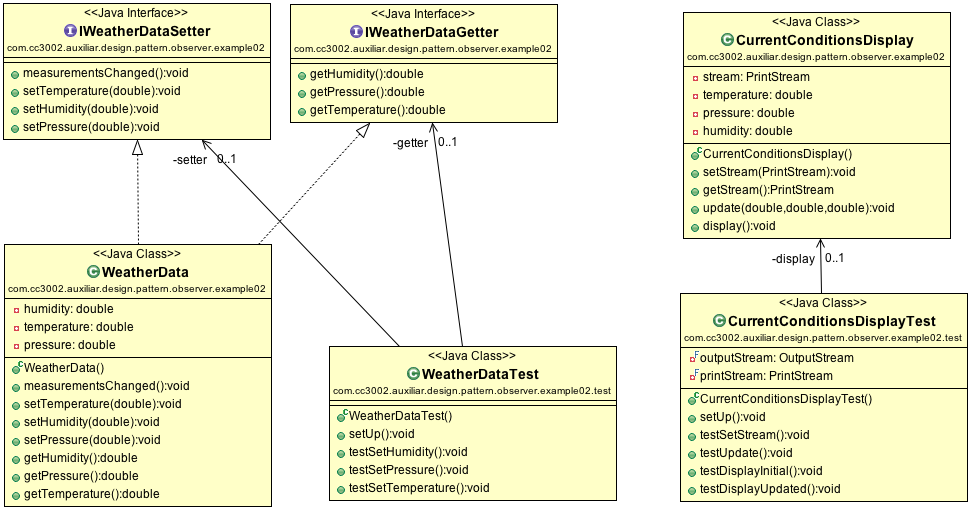 <<Java Interface>>
IWeatherDataSetter
com.cc3002.auxiliar.design.pattern.observer.example02
measurementsChanged():void
setTemperature(double):void
setHumidity(double):void
setPressure(double):void
<<Java Interface>>
IWeatherDataGetter
com.cc3002.auxiliar.design.pattern.observer.example02
getHumidity():double
getPressure():double
getTemperature():double
<<Java Class>>
CurrentConditionsDisplay
com.cc3002.auxiliar.design.pattern.observer.example02
stream: PrintStream
temperature: double
pressure: double
humidity: double
CurrentConditionsDisplay()
setStream(PrintStream):void
getStream():PrintStream
update(double,double,double):void
display():void
-setter 0..1
-getter 0..1
-display 0..1
<<Java Class>>
WeatherData
com.cc3002.auxiliar.design.pattern.observer.example02
humidity: double
temperature: double
pressure: double
WeatherData()
measurementsChanged():void
setTemperature(double):void
setHumidity(double):void
setPressure(double):void
getHumidity():double
getPressure():double
getTemperature():double
<<Java Class>>
WeatherDataTest
com.cc3002.auxiliar.design.pattern.observer.example02.test
WeatherDataTest()
setUp():void
testSetHumidity():void
testSetPressure():void
testSetTemperature():void
<<Java Class>>
CurrentConditionsDisplayTest
com.cc3002.auxiliar.design.pattern.observer.example02.test
outputStream: OutputStream
printStream: PrintStream
CurrentConditionsDisplayTest()
setUp():void
testSetStream():void
testUpdate():void
testDisplayInitial():void
testDisplayUpdated():void